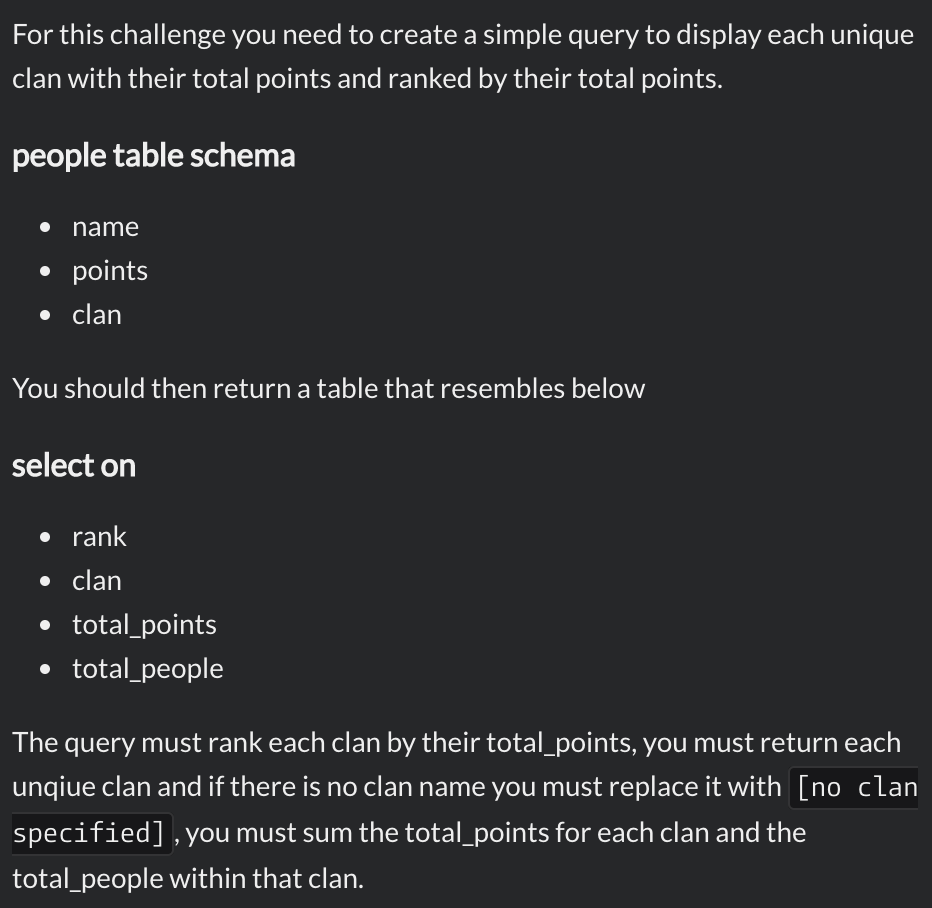 For this challenge you need to create a simple query to display each unique
clan with their total points and ranked by their total points.
people table schema
• name
• points
• clan
You should then return a table that resembles below
select on
• rank
• clan
• total_points
• total_people
The query must rank each clan by their total_points, you must return each
unqiue clan and if there is no clan name you must replace it with [no clan
specified], you must sum the total_points for each clan and the
total_people within that clan.